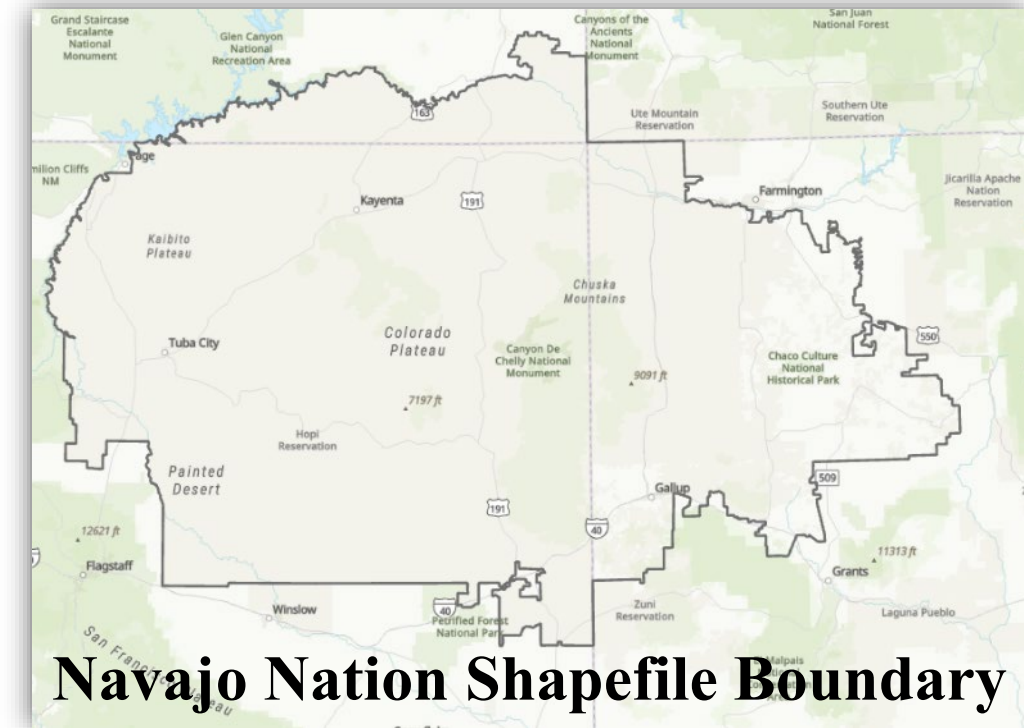 Grand Staircase
Escalante
National
Monument
Glen Canyon
National
Recreation Area
Canyons of the
Ancients
National
Monument
San Juan
National Forest
163
Ute Mountain
Reservation
Southern Ute
Reservation
Page
milion Cliffs
NM
Jicarilla Apache
Nation
Reservation
Kayenta
191
Farmington
Kaibito
Plateau
Chuska
Mountains
Tuba City
Colorado
Plateau
Canyon De
Chelly National
Monument
550
Chaco Culture
National
Historical Park
9091 ft
7197 ft
Hopi
Reservation
Painted
Desert
509
Gallup
191
40
12621 ft
11313 ft
Flagstaff
Grants
Winslow
40
Petrified Forest
National Park
Zuni
Reservation
Laguna Pueblo
San Francisco Plateau
Malpais
Navajo Nation Shapefile Boundary